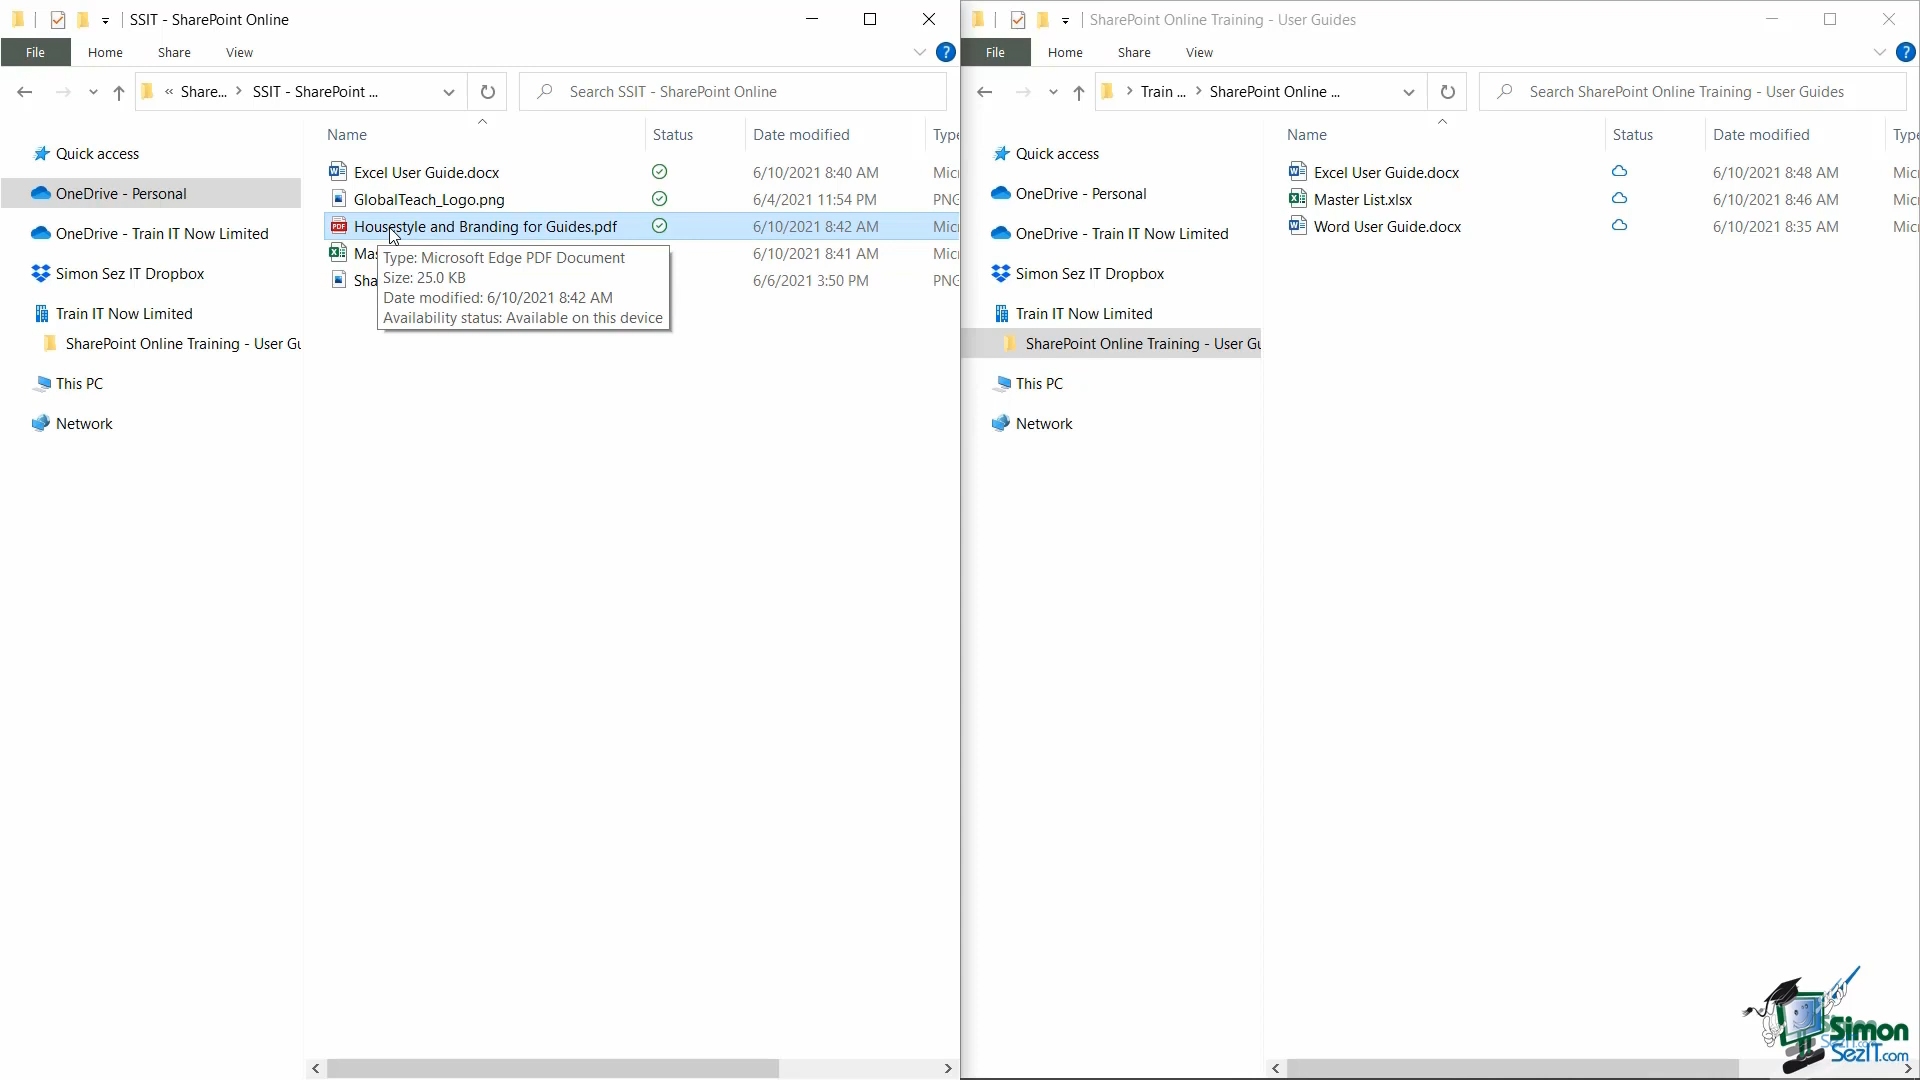 SSIT - SharePoint Online
File Home Share View
« Share... > SSIT - SharePoint ...
Search SSIT - SharePoint Online
Quick access
OneDrive - Personal
OneDrive - Train IT Now Limited
Simon Sez IT Dropbox
Train IT Now Limited
SharePoint Online Training - User Gu
This PC
Network
Name Status Date modified Type
Excel User Guide.docx 6/10/2021 8:40 AM Micr
GlobalTeach_Logo.png 6/4/2021 11:54 PM PNG
Housestyle and Branding for Guides.pdf 6/10/2021 8:42 AM Micr
Mas 6/10/2021 8:41 AM Micr
Sha 6/6/2021 3:50 PM PNG
Type: Microsoft Edge PDF Document
Size: 25.0 KB
Date modified: 6/10/2021 8:42 AM
Availability status: Available on this device
SharePoint Online Training - User Guides
File Home Share View
> Train ... > SharePoint Online ...
Search SharePoint Online Training - User Guides
Quick access
OneDrive - Personal
OneDrive - Train IT Now Limited
Simon Sez IT Dropbox
Train IT Now Limited
SharePoint Online Training - User Gu
This PC
Network
Name Status Date modified Type
Excel User Guide.docx 6/10/2021 8:48 AM Micr
Master List.xlsx 6/10/2021 8:46 AM Micr
Word User Guide.docx 6/10/2021 8:35 AM Micr
Simon
SezIT.com